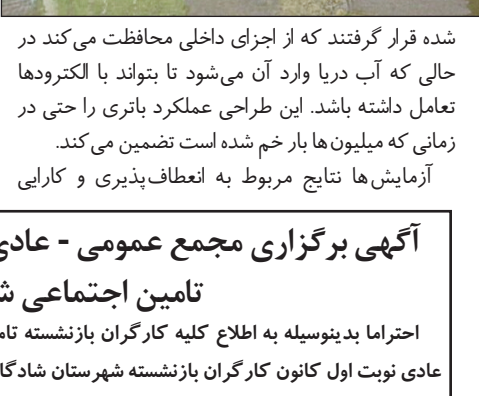 شده قرار گرفتند که از اجزای داخلی محافظت می‌کند در
حالی که آب دریا وارد آن می‌شود تا بتواند با الکترودها
تعامل داشته باشد. این طراحی عملکرد باتری را حتی در
زمانی که میلیون‌ها بار خم شده است تضمین می‌کند.
آزمایش‌ها نتایج مربوط به انعطاف‌پذیری و کارایی
آگهی برگزاری مجمع عمومی - عادی
تامین اجتماعی
احتراما بدینوسیله به اطلاع کلیه کارگران بازنشسته
عادی نوبت اول کانون کارگران بازنشسته شهرستان